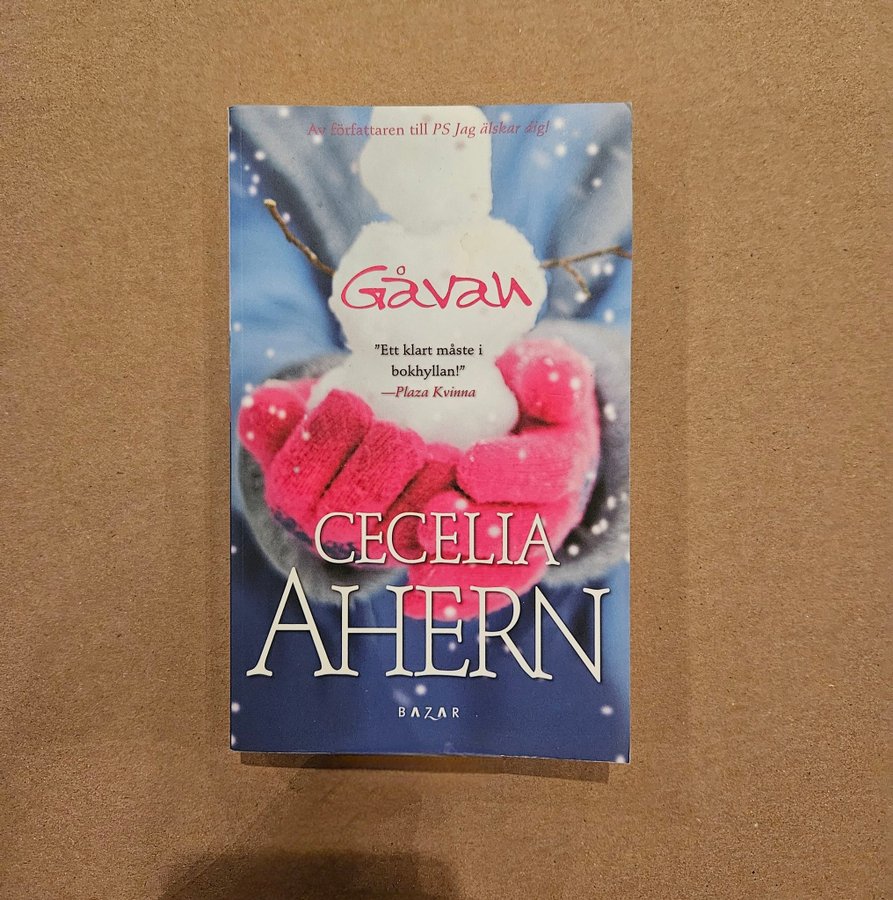 Av författaren till PS Jag älskar dig!
Gåvan
”Ett klart måste i
bokhyllan!”
—Plaza Kvinna
CECELIA
AHERN
BAZAR